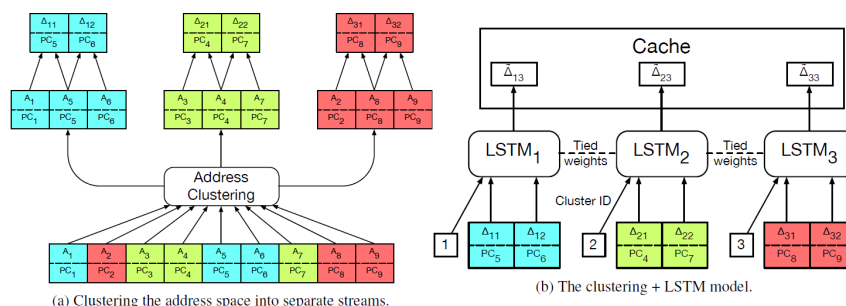 Δ11 Δ12
PC5 PC6
Δ21 Δ22
PC4 PC7
Δ31 Δ32
PC8 PC9
A1 A5 A6
PC1 PC5 PC6
A3 A4 A7
PC3 PC4 PC7
A2 A8 A9
PC2 PC8 PC9
Address
Clustering
A1 A2 A3 A4 A5 A6 A7 A8 A9
PC1 PC2 PC3 PC4 PC5 PC6 PC7 PC8 PC9
(a) Clustering the address space into separate streams.
Cache
Δ̃13 Δ̃23 Δ̃33
LSTM1 Tied weights LSTM2 Tied weights LSTM3
Cluster ID
1 2 3
Δ11 Δ12
PC5 PC6
Δ21 Δ22
PC4 PC7
Δ31 Δ32
PC8 PC9
(b) The clustering + LSTM model.